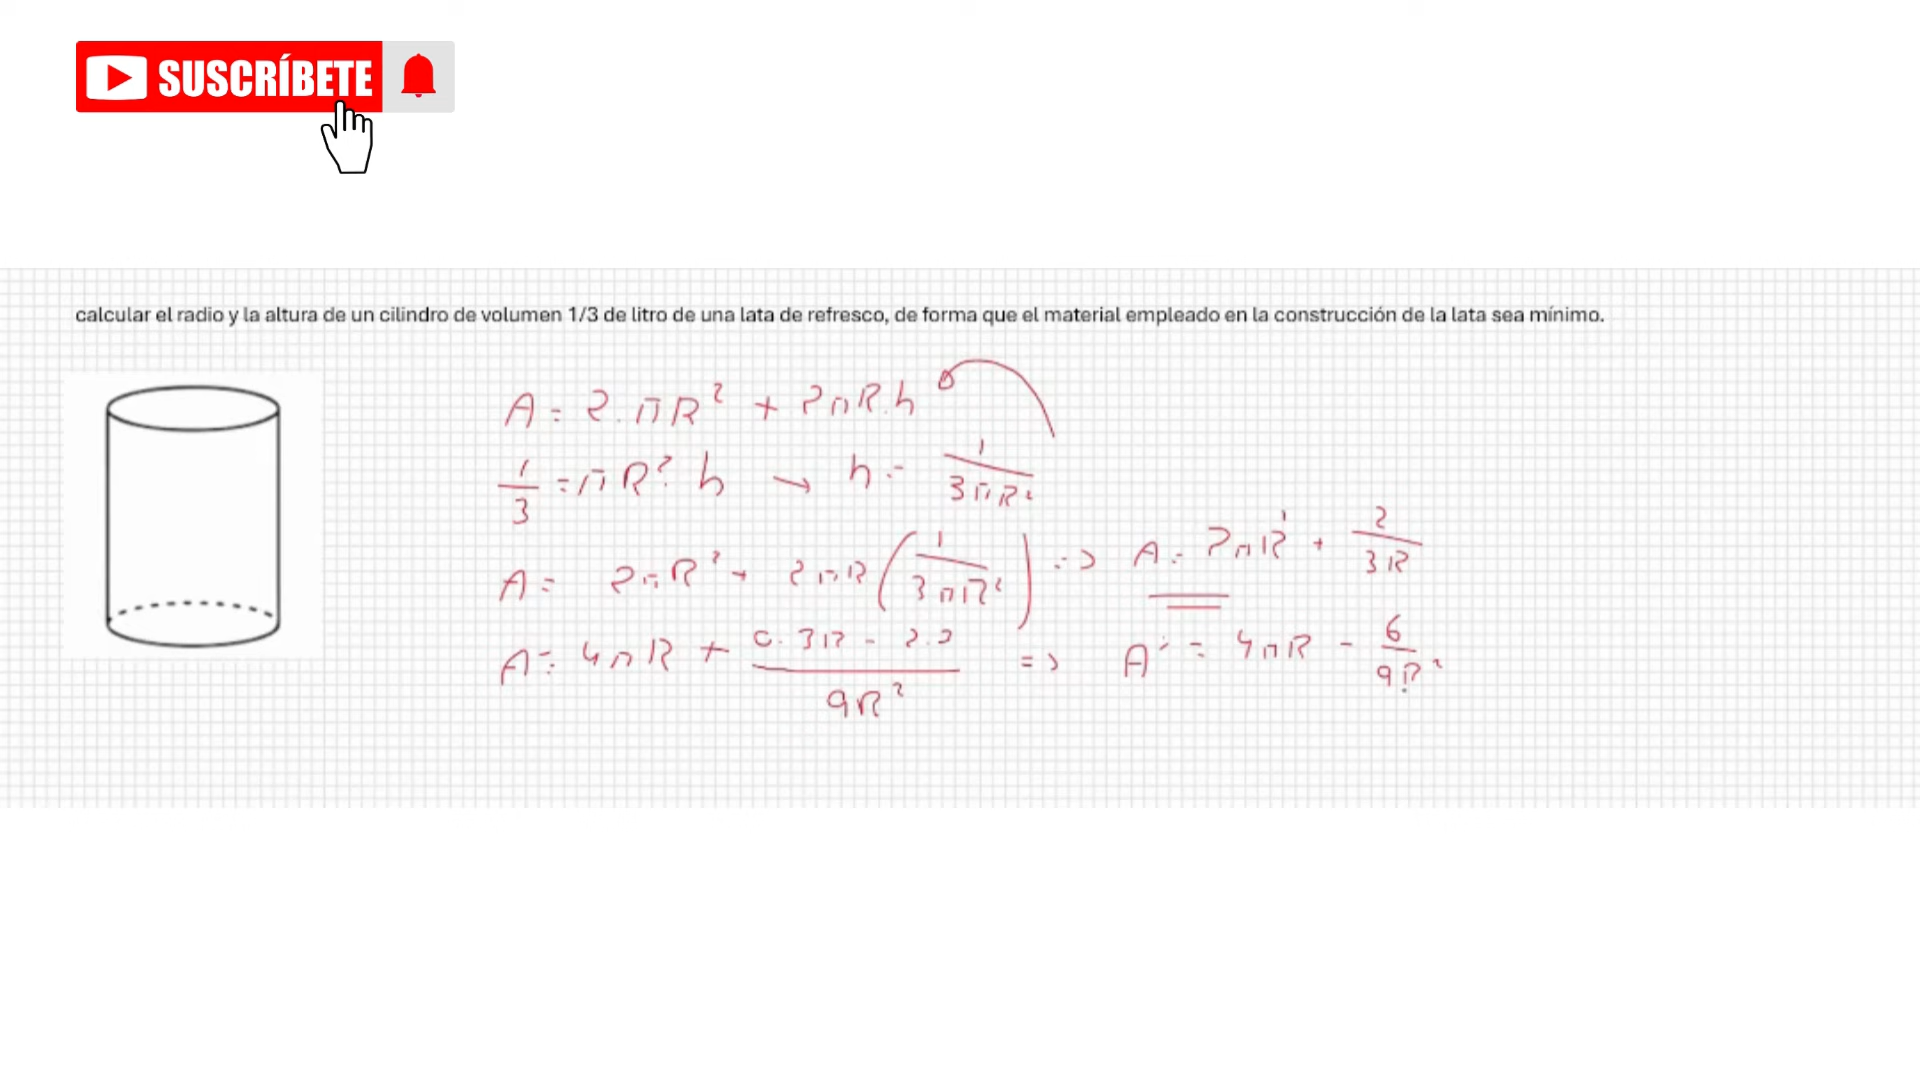 SUSCRÍBETE
calcular el radio y la altura de un cilindro de volumen 1/3 de litro de una lata de refresco, de forma que el material empleado en la construcción de la lata sea mínimo.
A = 2.πR² + 2πR.h
1/3 = πR² h → h = 1/(3πR²)
A = 2πR² + 2πR (1/(3πR²)) => A = 2πR² + 2/(3R)
A' = 4πR + (0.3R - 2.3)/(9R²) => A' = 4πR - 6/(9R²)